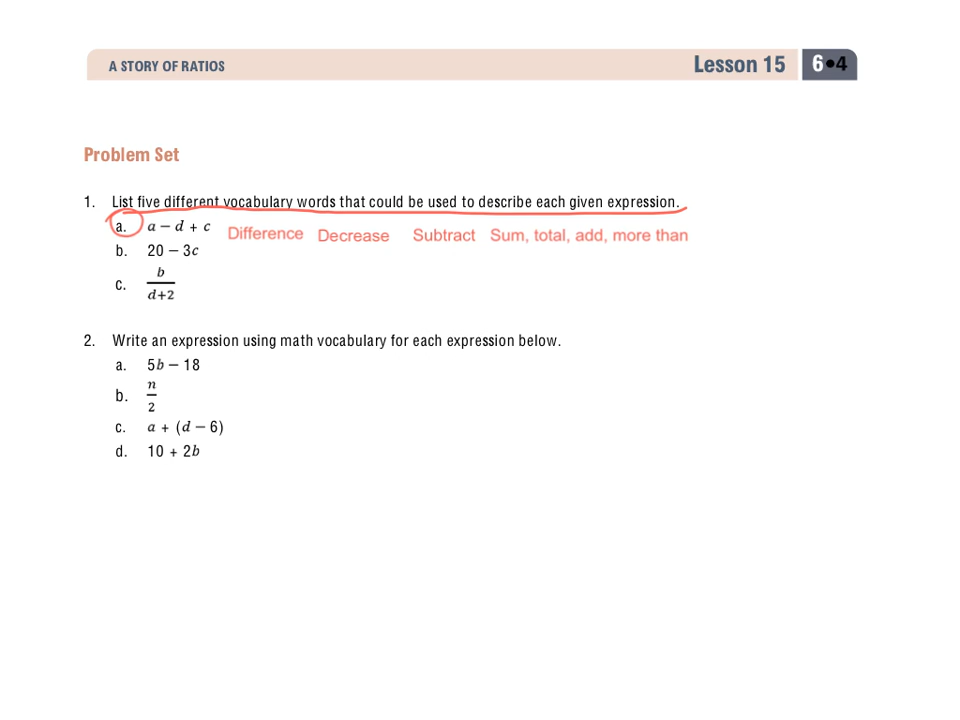 A STORY OF RATIOS Lesson 15 6•4
Problem Set
1. List five different vocabulary words that could be used to describe each given expression.
a. a − d + c Difference Decrease Subtract Sum, total, add, more than
b. 20 − 3c
c. b/d+2
2. Write an expression using math vocabulary for each expression below.
a. 5b − 18
b. n/2
c. a + (d − 6)
d. 10 + 2b